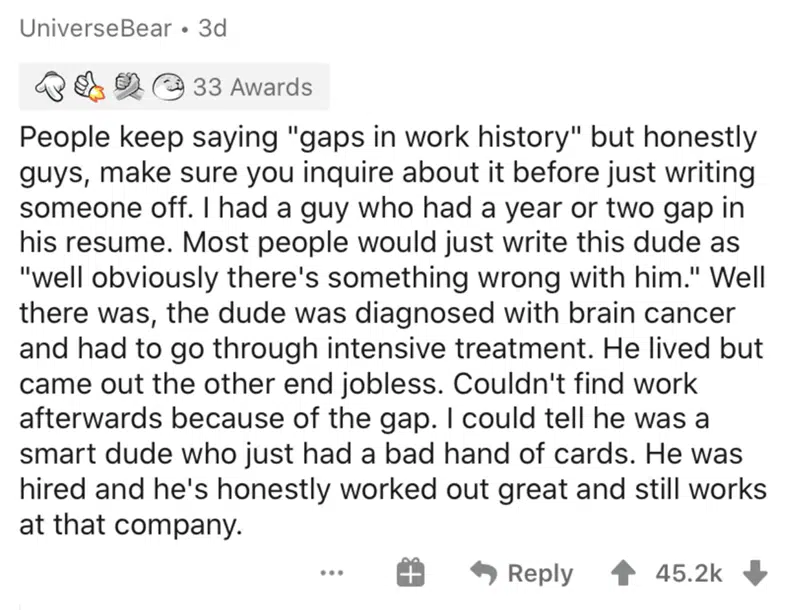 UniverseBear • 3d
33 Awards
People keep saying "gaps in work history" but honestly
guys, make sure you inquire about it before just writing
someone off. I had a guy who had a year or two gap in
his resume. Most people would just write this dude as
"well obviously there's something wrong with him." Well
there was, the dude was diagnosed with brain cancer
and had to go through intensive treatment. He lived but
came out the other end jobless. Couldn't find work
afterwards because of the gap. I could tell he was a
smart dude who just had a bad hand of cards. He was
hired and he's honestly worked out great and still works
at that company.
... Reply 45.2k